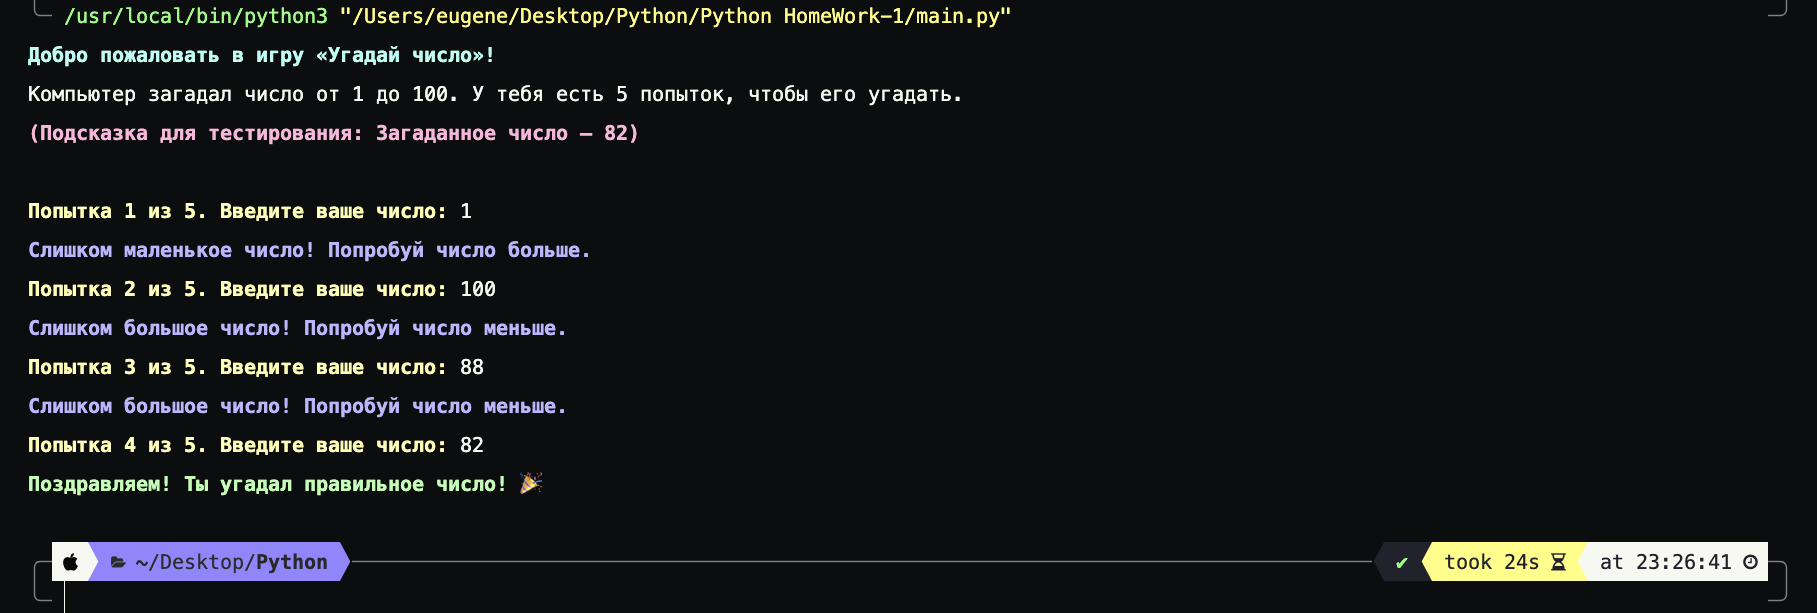 /usr/local/bin/python3 "/Users/eugene/Desktop/Python/Python HomeWork-1/main.py"
Добро пожаловать в игру «Угадай число»!
Компьютер загадал число от 1 до 100. У тебя есть 5 попыток, чтобы его угадать.
(Подсказка для тестирования: Загаданное число — 82)
Попытка 1 из 5. Введите ваше число: 1
Слишком маленькое число! Попробуй число больше.
Попытка 2 из 5. Введите ваше число: 100
Слишком большое число! Попробуй число меньше.
Попытка 3 из 5. Введите ваше число: 88
Слишком большое число! Попробуй число меньше.
Попытка 4 из 5. Введите ваше число: 82
Поздравляем! Ты угадал правильное число! 🎉
~/Desktop/Python ✔ took 24s at 23:26:41